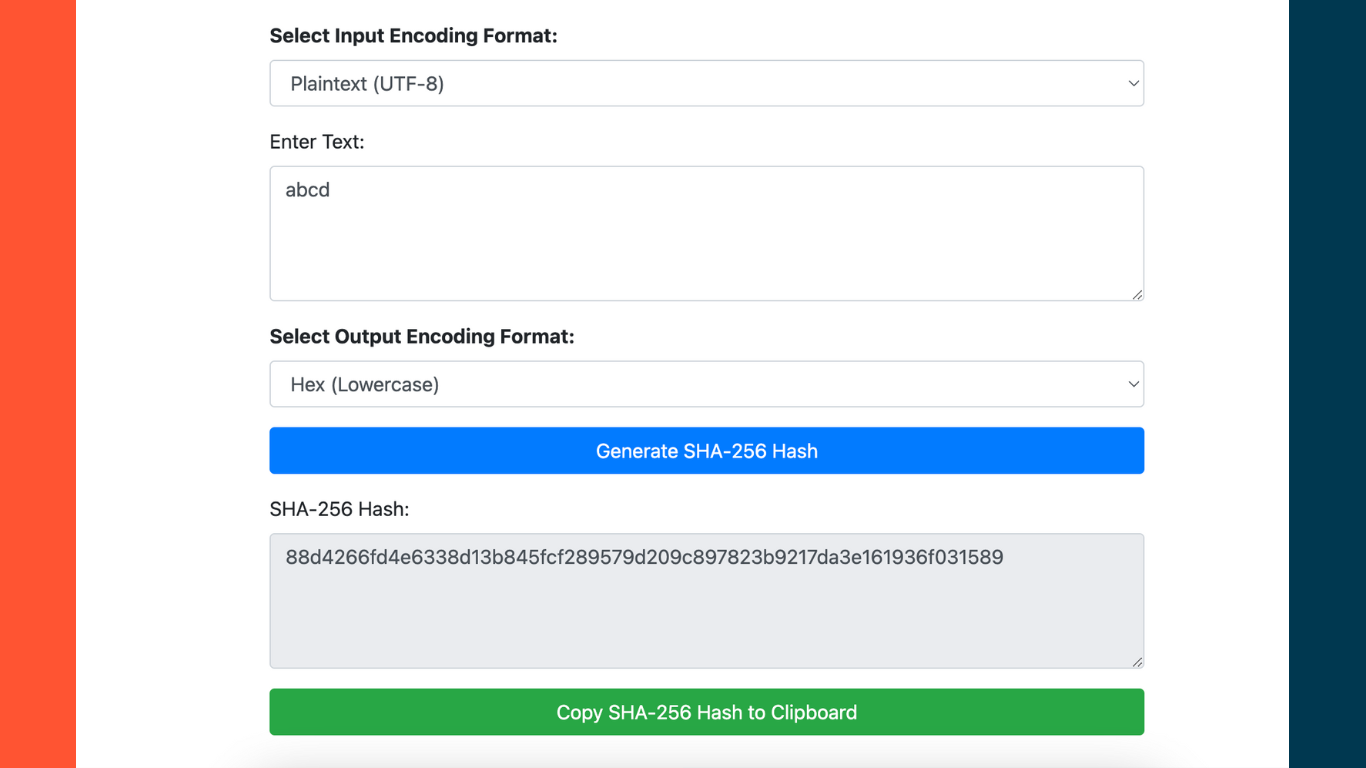 Select Input Encoding Format:
Plaintext (UTF-8)
Enter Text:
abcd
Select Output Encoding Format:
Hex (Lowercase)
Generate SHA-256 Hash
SHA-256 Hash:
88d4266fd4e6338d13b845fcf289579d209c897823b9217da3e161936f031589
Copy SHA-256 Hash to Clipboard